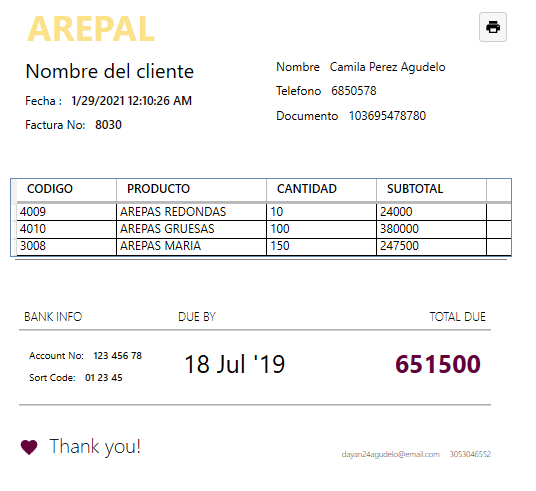 AREPAL
Nombre del cliente
Fecha : 1/29/2021 12:10:26 AM
Factura No: 8030
Nombre Camila Perez Agudelo
Telefono 6850578
Documento 103695478780
CODIGO PRODUCTO CANTIDAD SUBTOTAL
4009 AREPAS REDONDAS 10 24000
4010 AREPAS GRUESAS 100 380000
3008 AREPAS MARIA 150 247500
BANK INFO DUE BY TOTAL DUE
Account No: 123 456 78
Sort Code: 01 23 45
18 Jul '19
651500
Thank you!
dayan24agudelo@email.com 3053046552